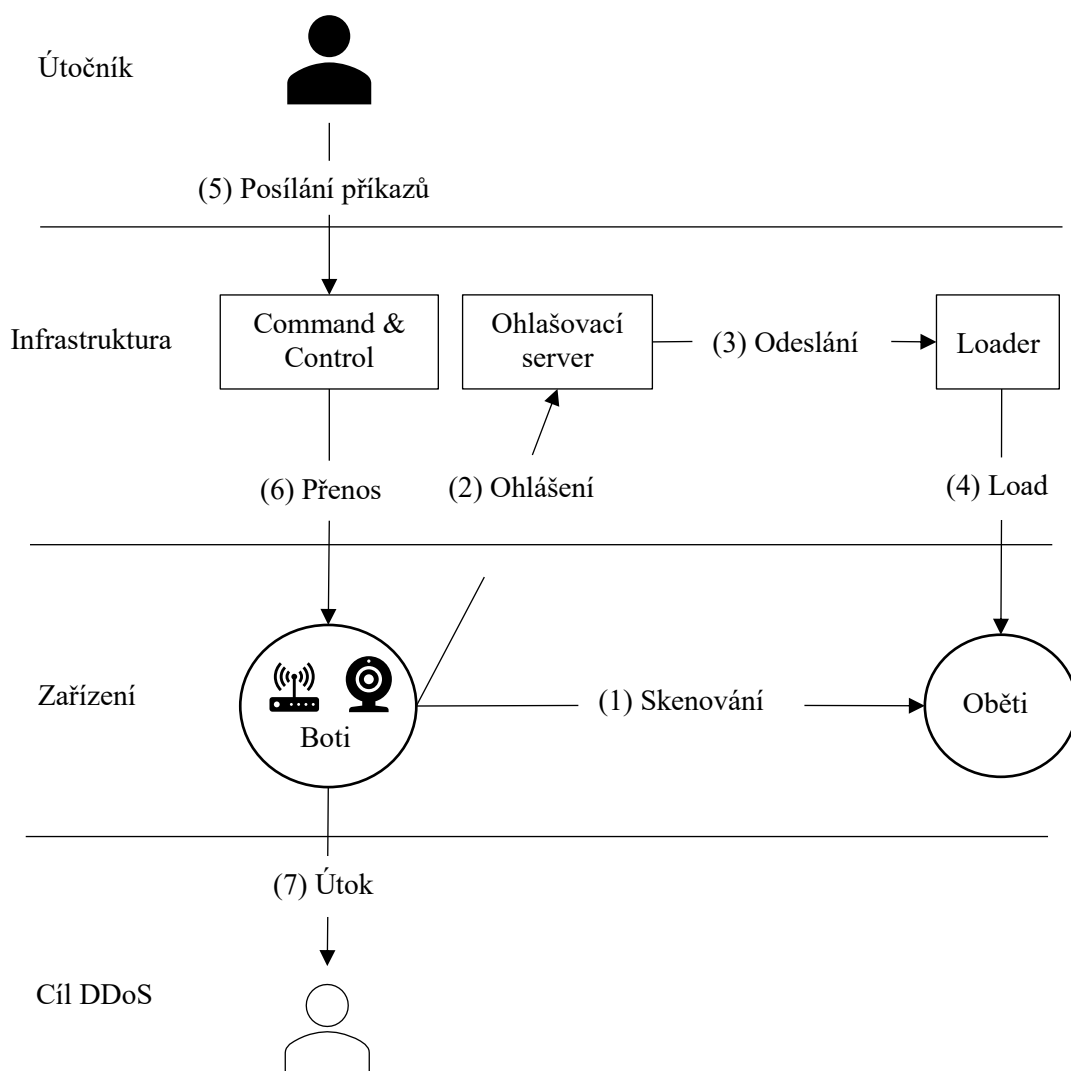 Útočník
(5) Posílání příkazů
Infrastruktura
Command &
Control
Ohlašovací
server
(3) Odeslání
Loader
(6) Přenos
(2) Ohlášení
(4) Load
Zařízení
Boti
(1) Skenování
Oběti
(7) Útok
Cíl DDoS